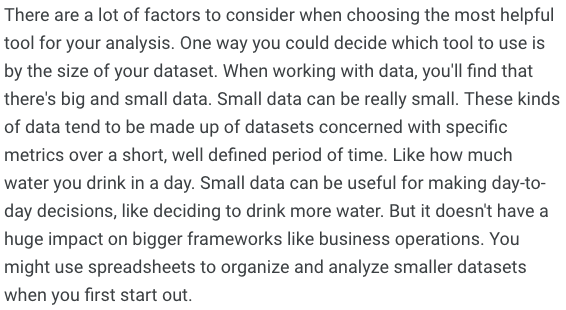 There are a lot of factors to consider when choosing the most helpful
tool for your analysis. One way you could decide which tool to use is
by the size of your dataset. When working with data, you'll find that
there's big and small data. Small data can be really small. These kinds
of data tend to be made up of datasets concerned with specific
metrics over a short, well defined period of time. Like how much
water you drink in a day. Small data can be useful for making day-to-
day decisions, like deciding to drink more water. But it doesn't have a
huge impact on bigger frameworks like business operations. You
might use spreadsheets to organize and analyze smaller datasets
when you first start out.